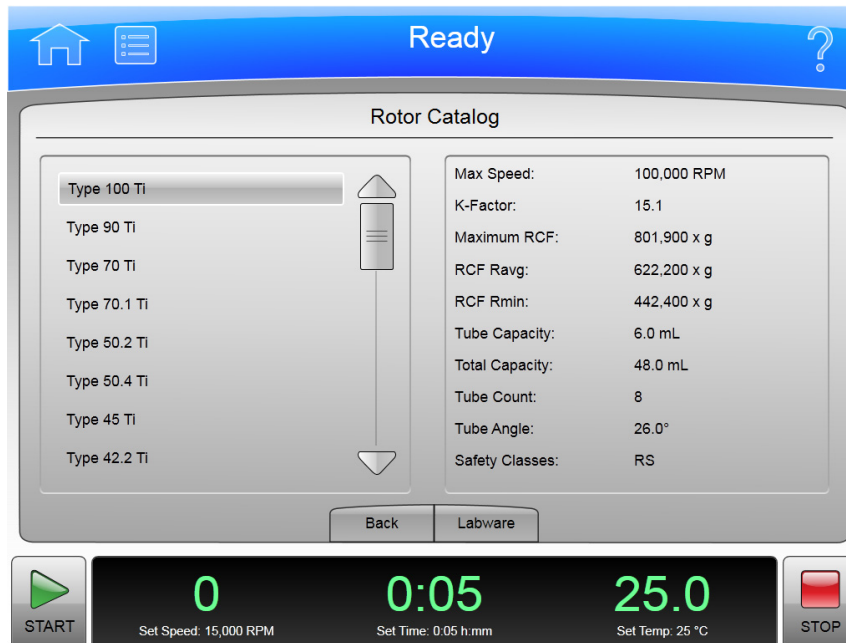 Ready
?
Rotor Catalog
Type 100 Ti
Type 90 Ti
Type 70 Ti
Type 70.1 Ti
Type 50.2 Ti
Type 50.4 Ti
Type 45 Ti
Type 42.2 Ti
Max Speed: 100,000 RPM
K-Factor: 15.1
Maximum RCF: 801,900 x g
RCF Ravg: 622,200 x g
RCF Rmin: 442,400 x g
Tube Capacity: 6.0 mL
Total Capacity: 48.0 mL
Tube Count: 8
Tube Angle: 26.0°
Safety Classes: RS
Back Labware
START
0
Set Speed: 15,000 RPM
0:05
Set Time: 0:05 h:mm
25.0
Set Temp: 25 °C
STOP